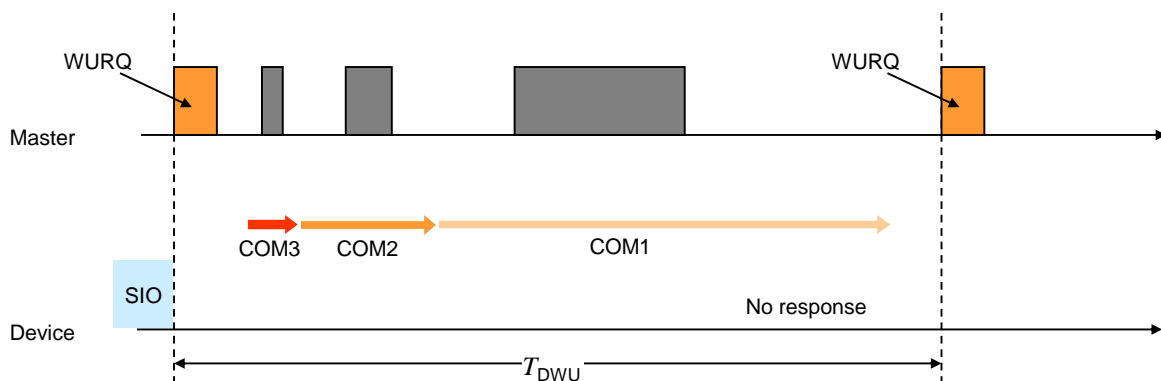 WURQ
WURQ
Master
COM3
COM2
COM1
SIO
No response
Device
TDWU